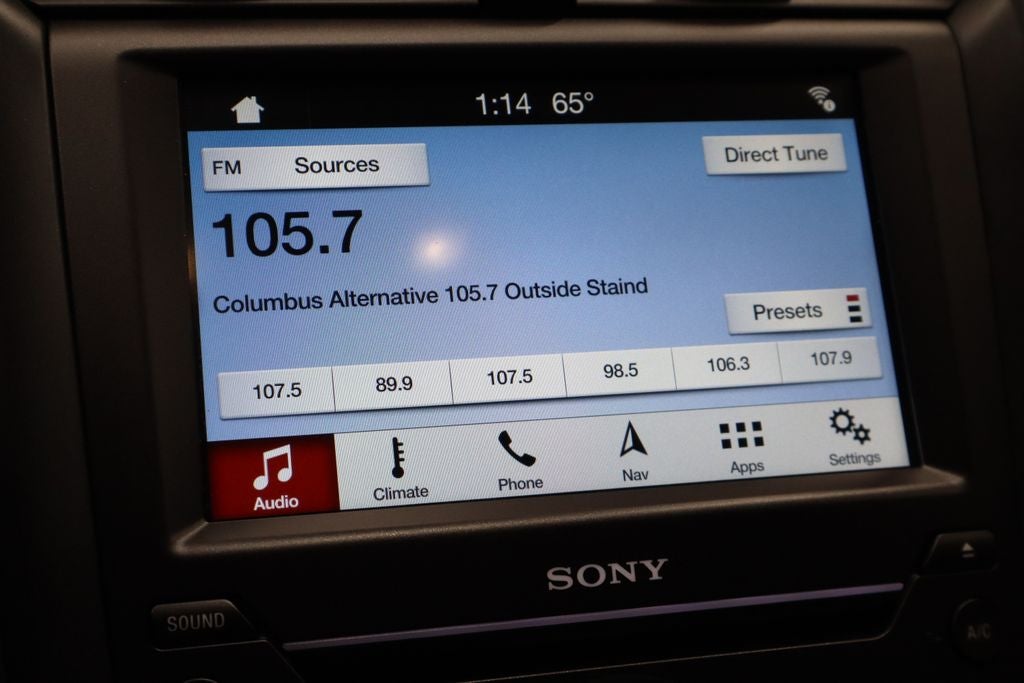 1:14 65°
FM Sources
Direct Tune
105.7
Columbus Alternative 105.7 Outside Staind
Presets
107.5 89.9 107.5 98.5 106.3 107.9
Audio Climate Phone Nav Apps Settings
SONY
SOUND
A/C